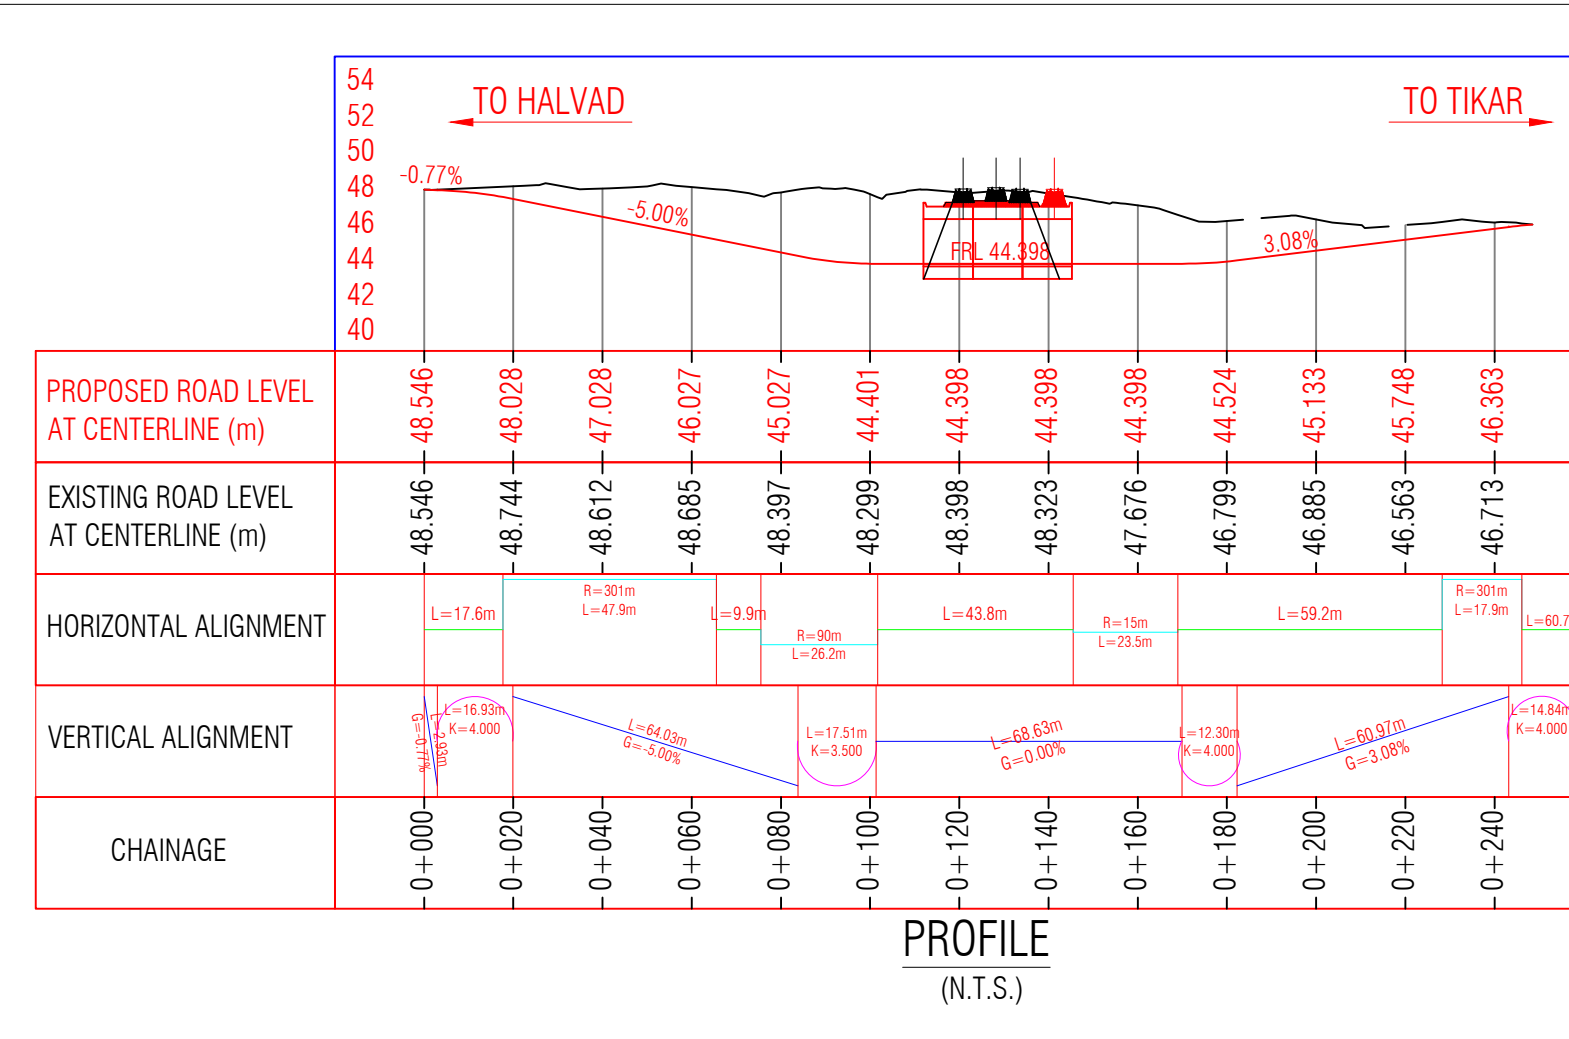 54
52
50
48
46
44
42
40
TO HALVAD
TO TIKAR
-0.77%
-5.00%
FRL 44.398
3.08%
PROPOSED ROAD LEVEL
AT CENTERLINE (m)
48.546
48.028
47.028
46.027
45.027
44.401
44.398
44.398
44.398
44.524
45.133
45.748
46.363
EXISTING ROAD LEVEL
AT CENTERLINE (m)
48.546
48.744
48.612
48.685
48.397
48.299
48.398
48.323
47.676
46.799
46.885
46.563
46.713
HORIZONTAL ALIGNMENT
L=17.6m
R=301m
L=47.9m
L=9.9m
R=90m
L=26.2m
L=43.8m
R=15m
L=23.5m
L=59.2m
R=301m
L=17.9m
L=60.7
VERTICAL ALIGNMENT
G=-0.77%
L=2.93m
L=16.93m
K=4.000
L=64.03m
G=-5.00%
L=17.51m
K=3.500
L=68.63m
G=0.00%
L=12.30m
K=4.000
L=60.97m
G=3.08%
L=14.84m
K=4.000
CHAINAGE
0+000
0+020
0+040
0+060
0+080
0+100
0+120
0+140
0+160
0+180
0+200
0+220
0+240
PROFILE
(N.T.S.)